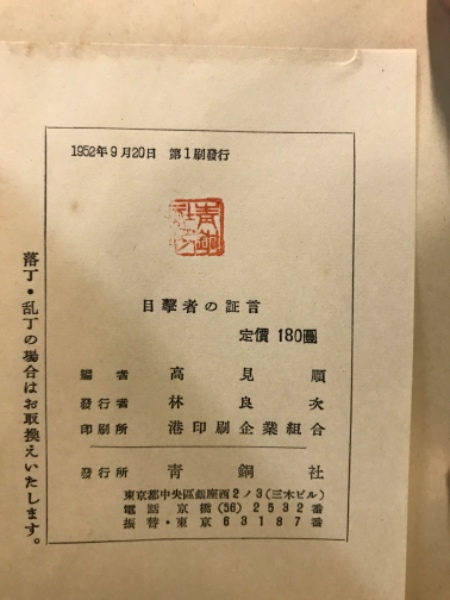 1952年9月20日 第1刷發行
青銅社
目擊者の証言
定價 180圓
編者 高見順
發行者 林良次
印刷所 港印刷企業組合
發行所 青銅社
東京都中央區銀座西2ノ3(三木ビル)
電話 京橋(56)2532番
振替・東京63187番
落丁・乱丁の場合はお取換えいたします。